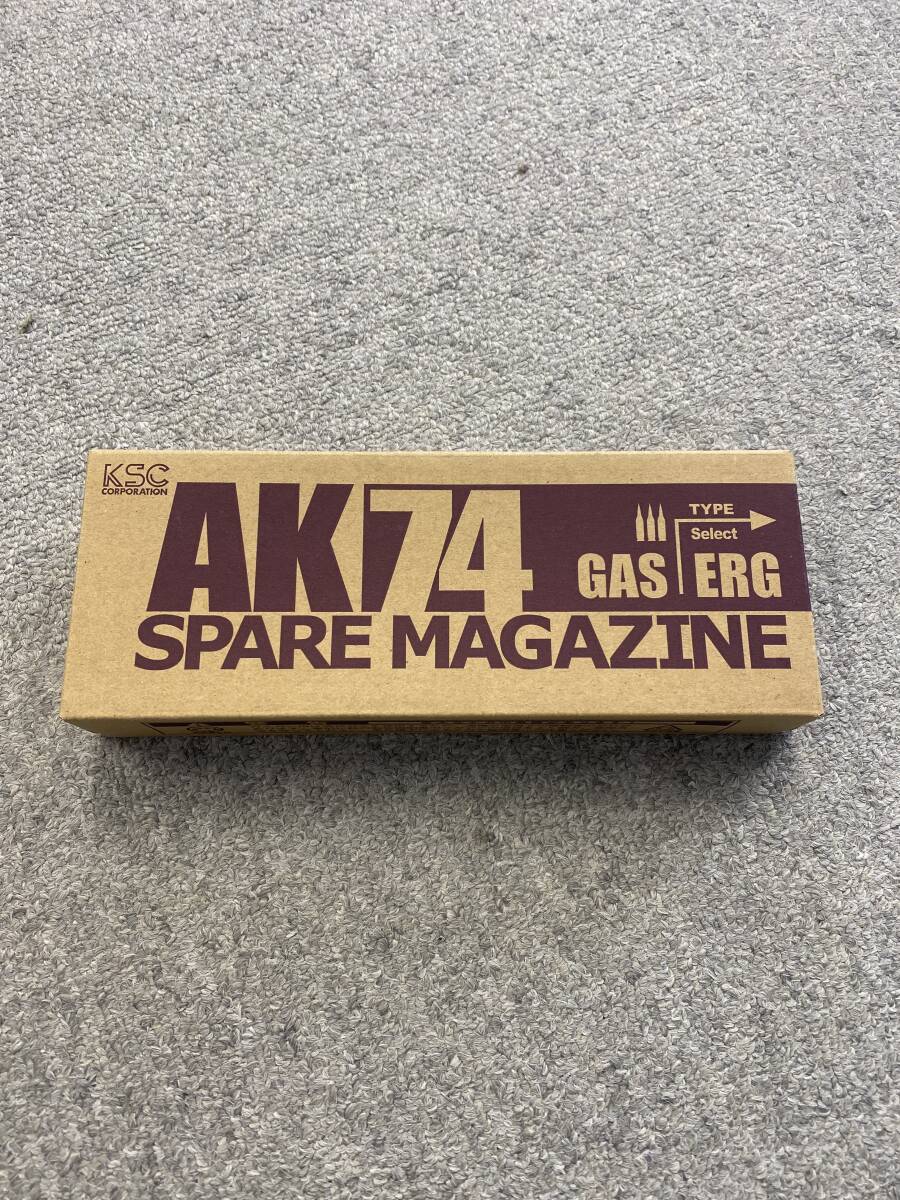 KSC
CORPORATION
AK74
TYPE
Select
GAS ERG
SPARE MAGAZINE